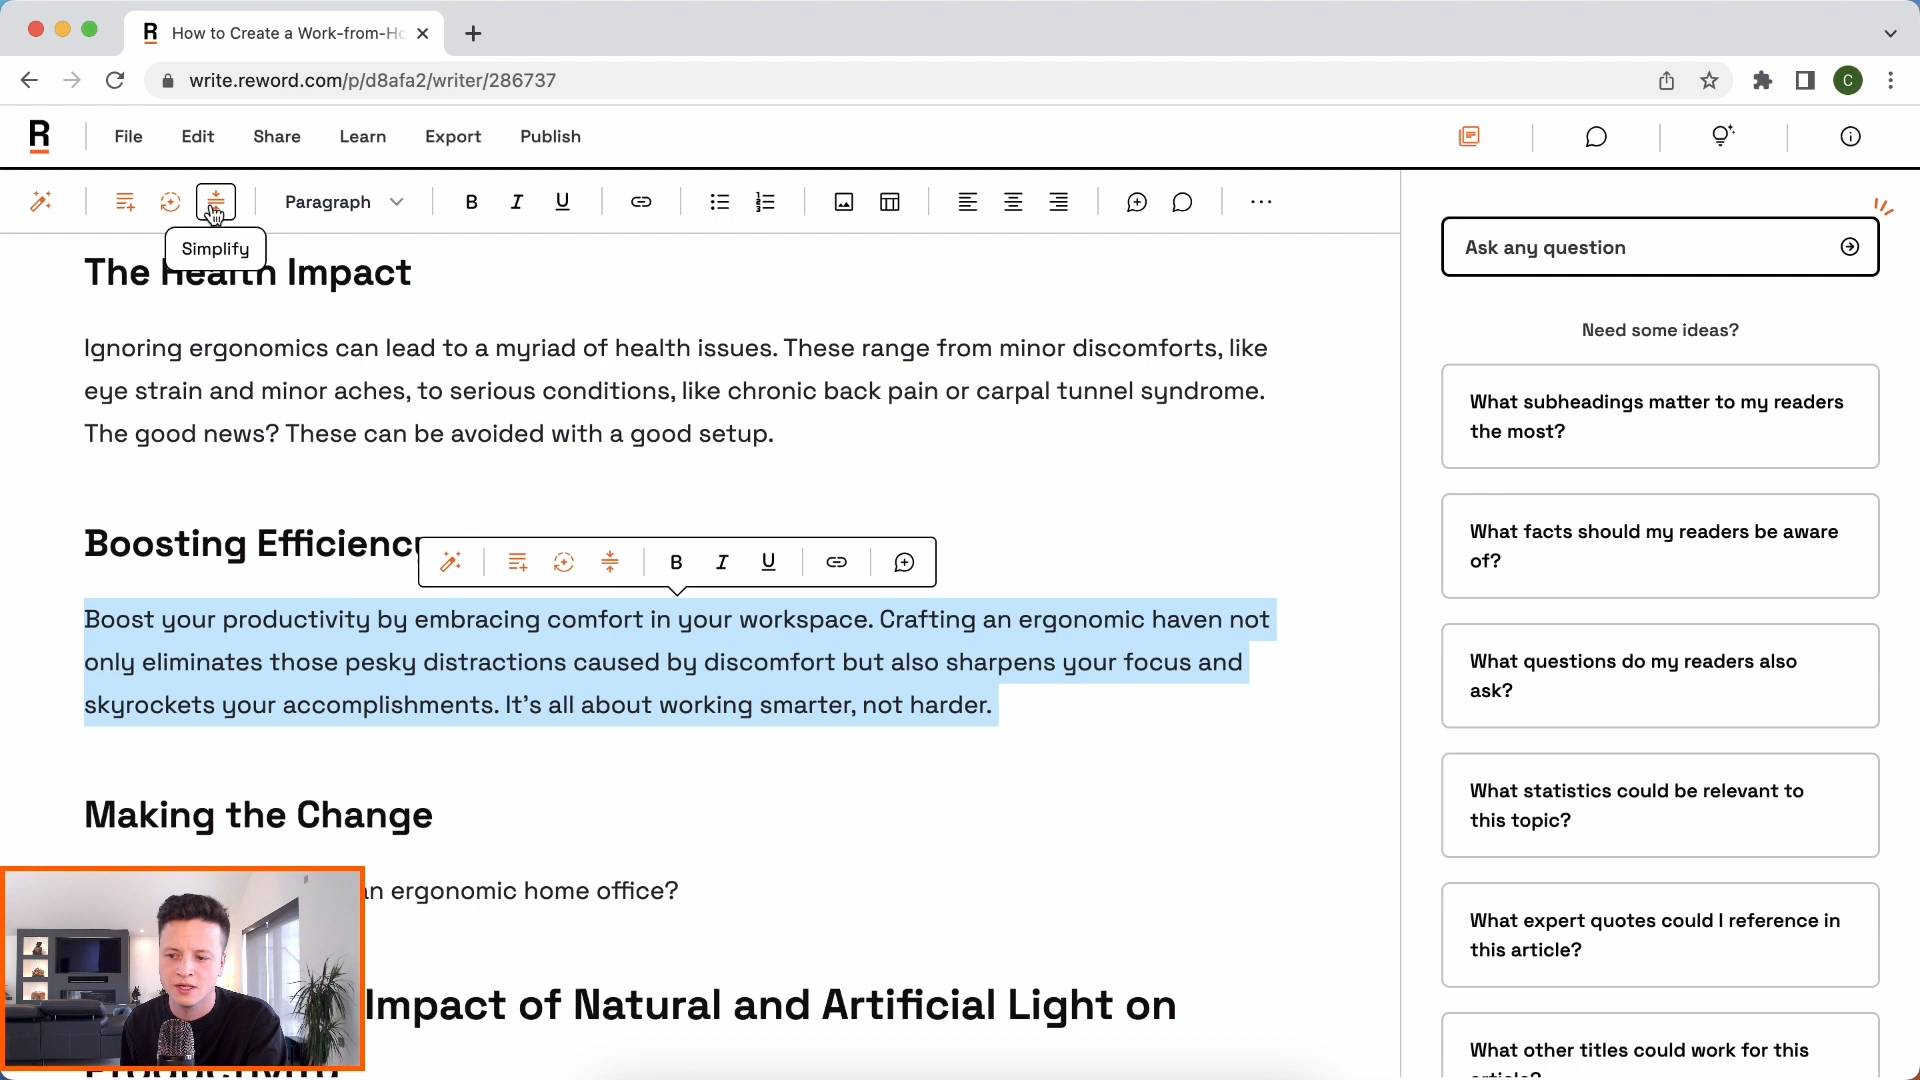 R How to Create a Work-from-Ho
write.reword.com/p/d8afa2/writer/286737
C
R File Edit Share Learn Export Publish
Paragraph B I U
Simplify
The Health Impact
Ignoring ergonomics can lead to a myriad of health issues. These range from minor discomforts, like
eye strain and minor aches, to serious conditions, like chronic back pain or carpal tunnel syndrome.
The good news? These can be avoided with a good setup.
Boosting Efficiency
B I U
Boost your productivity by embracing comfort in your workspace. Crafting an ergonomic haven not
only eliminates those pesky distractions caused by discomfort but also sharpens your focus and
skyrockets your accomplishments. It’s all about working smarter, not harder.
Making the Change
an ergonomic home office?
Impact of Natural and Artificial Light on
Productivity
Ask any question
Need some ideas?
What subheadings matter to my readers
the most?
What facts should my readers be aware
of?
What questions do my readers also
ask?
What statistics could be relevant to
this topic?
What expert quotes could I reference in
this article?
What other titles could work for this
article?